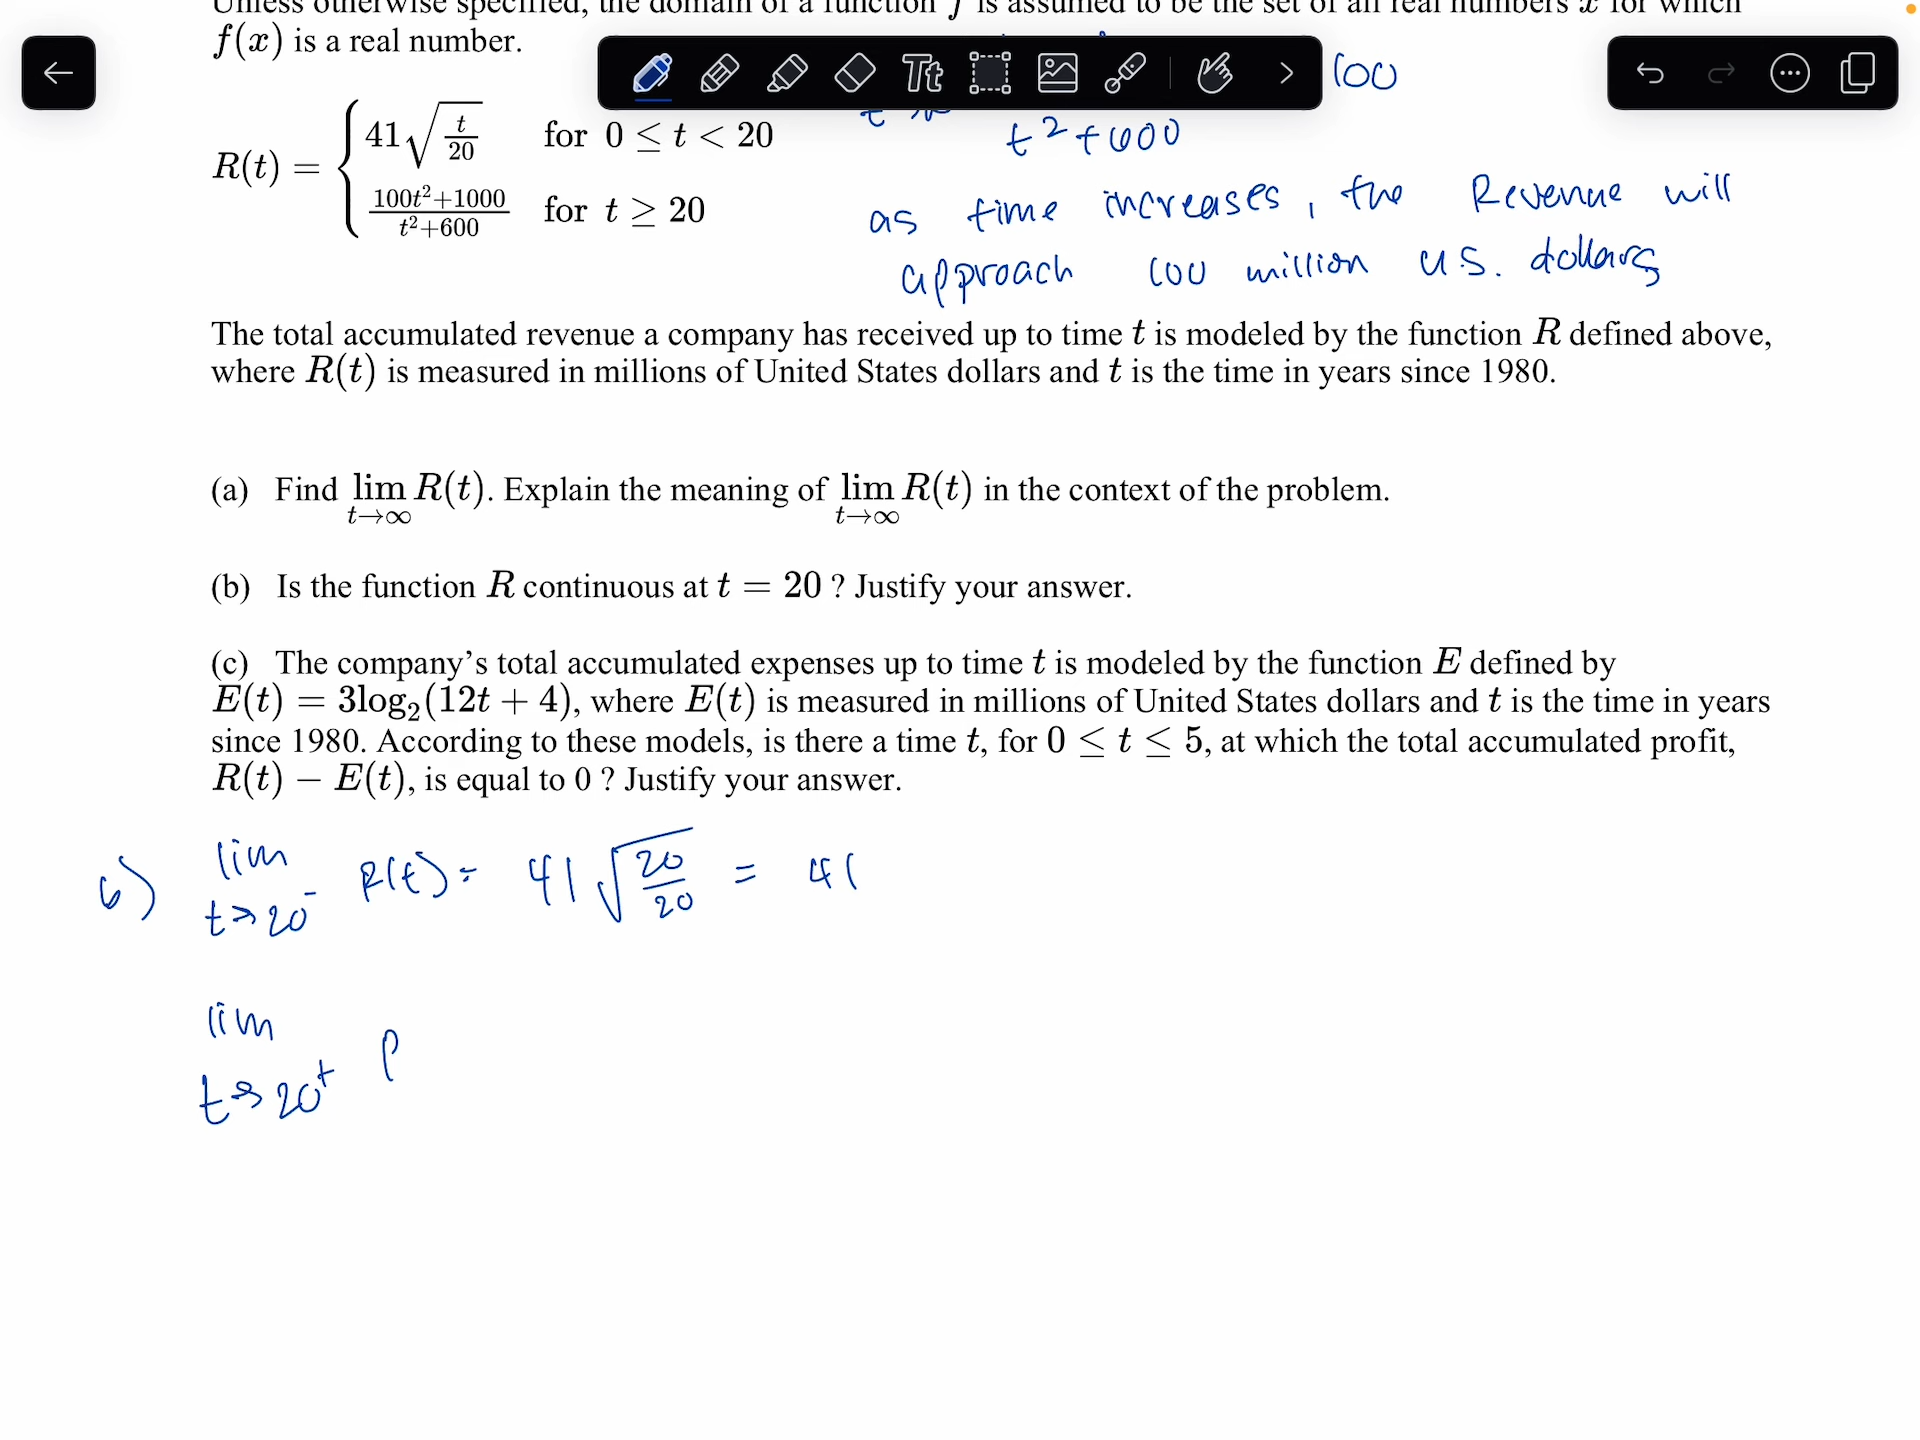 Unless otherwise specified, the domain of a function f is assumed to be the set of all real numbers x for which
f(x) is a real number.
Tt
100
R(t) = { 41√(t/20) for 0 ≤ t < 20
(100t²+1000)/(t²+600) for t ≥ 20
t²+600
as time increases, the Revenue will
approach 100 million U.S. dollars
The total accumulated revenue a company has received up to time t is modeled by the function R defined above,
where R(t) is measured in millions of United States dollars and t is the time in years since 1980.
(a) Find lim t→∞ R(t). Explain the meaning of lim t→∞ R(t) in the context of the problem.
(b) Is the function R continuous at t = 20 ? Justify your answer.
(c) The company's total accumulated expenses up to time t is modeled by the function E defined by
E(t) = 3log₂(12t + 4), where E(t) is measured in millions of United States dollars and t is the time in years
since 1980. According to these models, is there a time t, for 0 ≤ t ≤ 5, at which the total accumulated profit,
R(t) − E(t), is equal to 0 ? Justify your answer.
b) lim t→20⁻ R(t) = 41√(20/20) = 41
lim t→20⁺